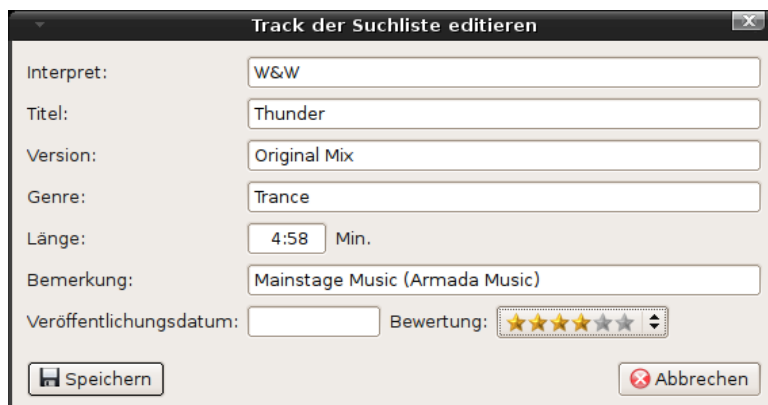 Track der Suchliste editieren
Interpret: W&W
Titel: Thunder
Version: Original Mix
Genre: Trance
Länge: 4:58 Min.
Bemerkung: Mainstage Music (Armada Music)
Veröffentlichungsdatum: Bewertung:
Speichern Abbrechen